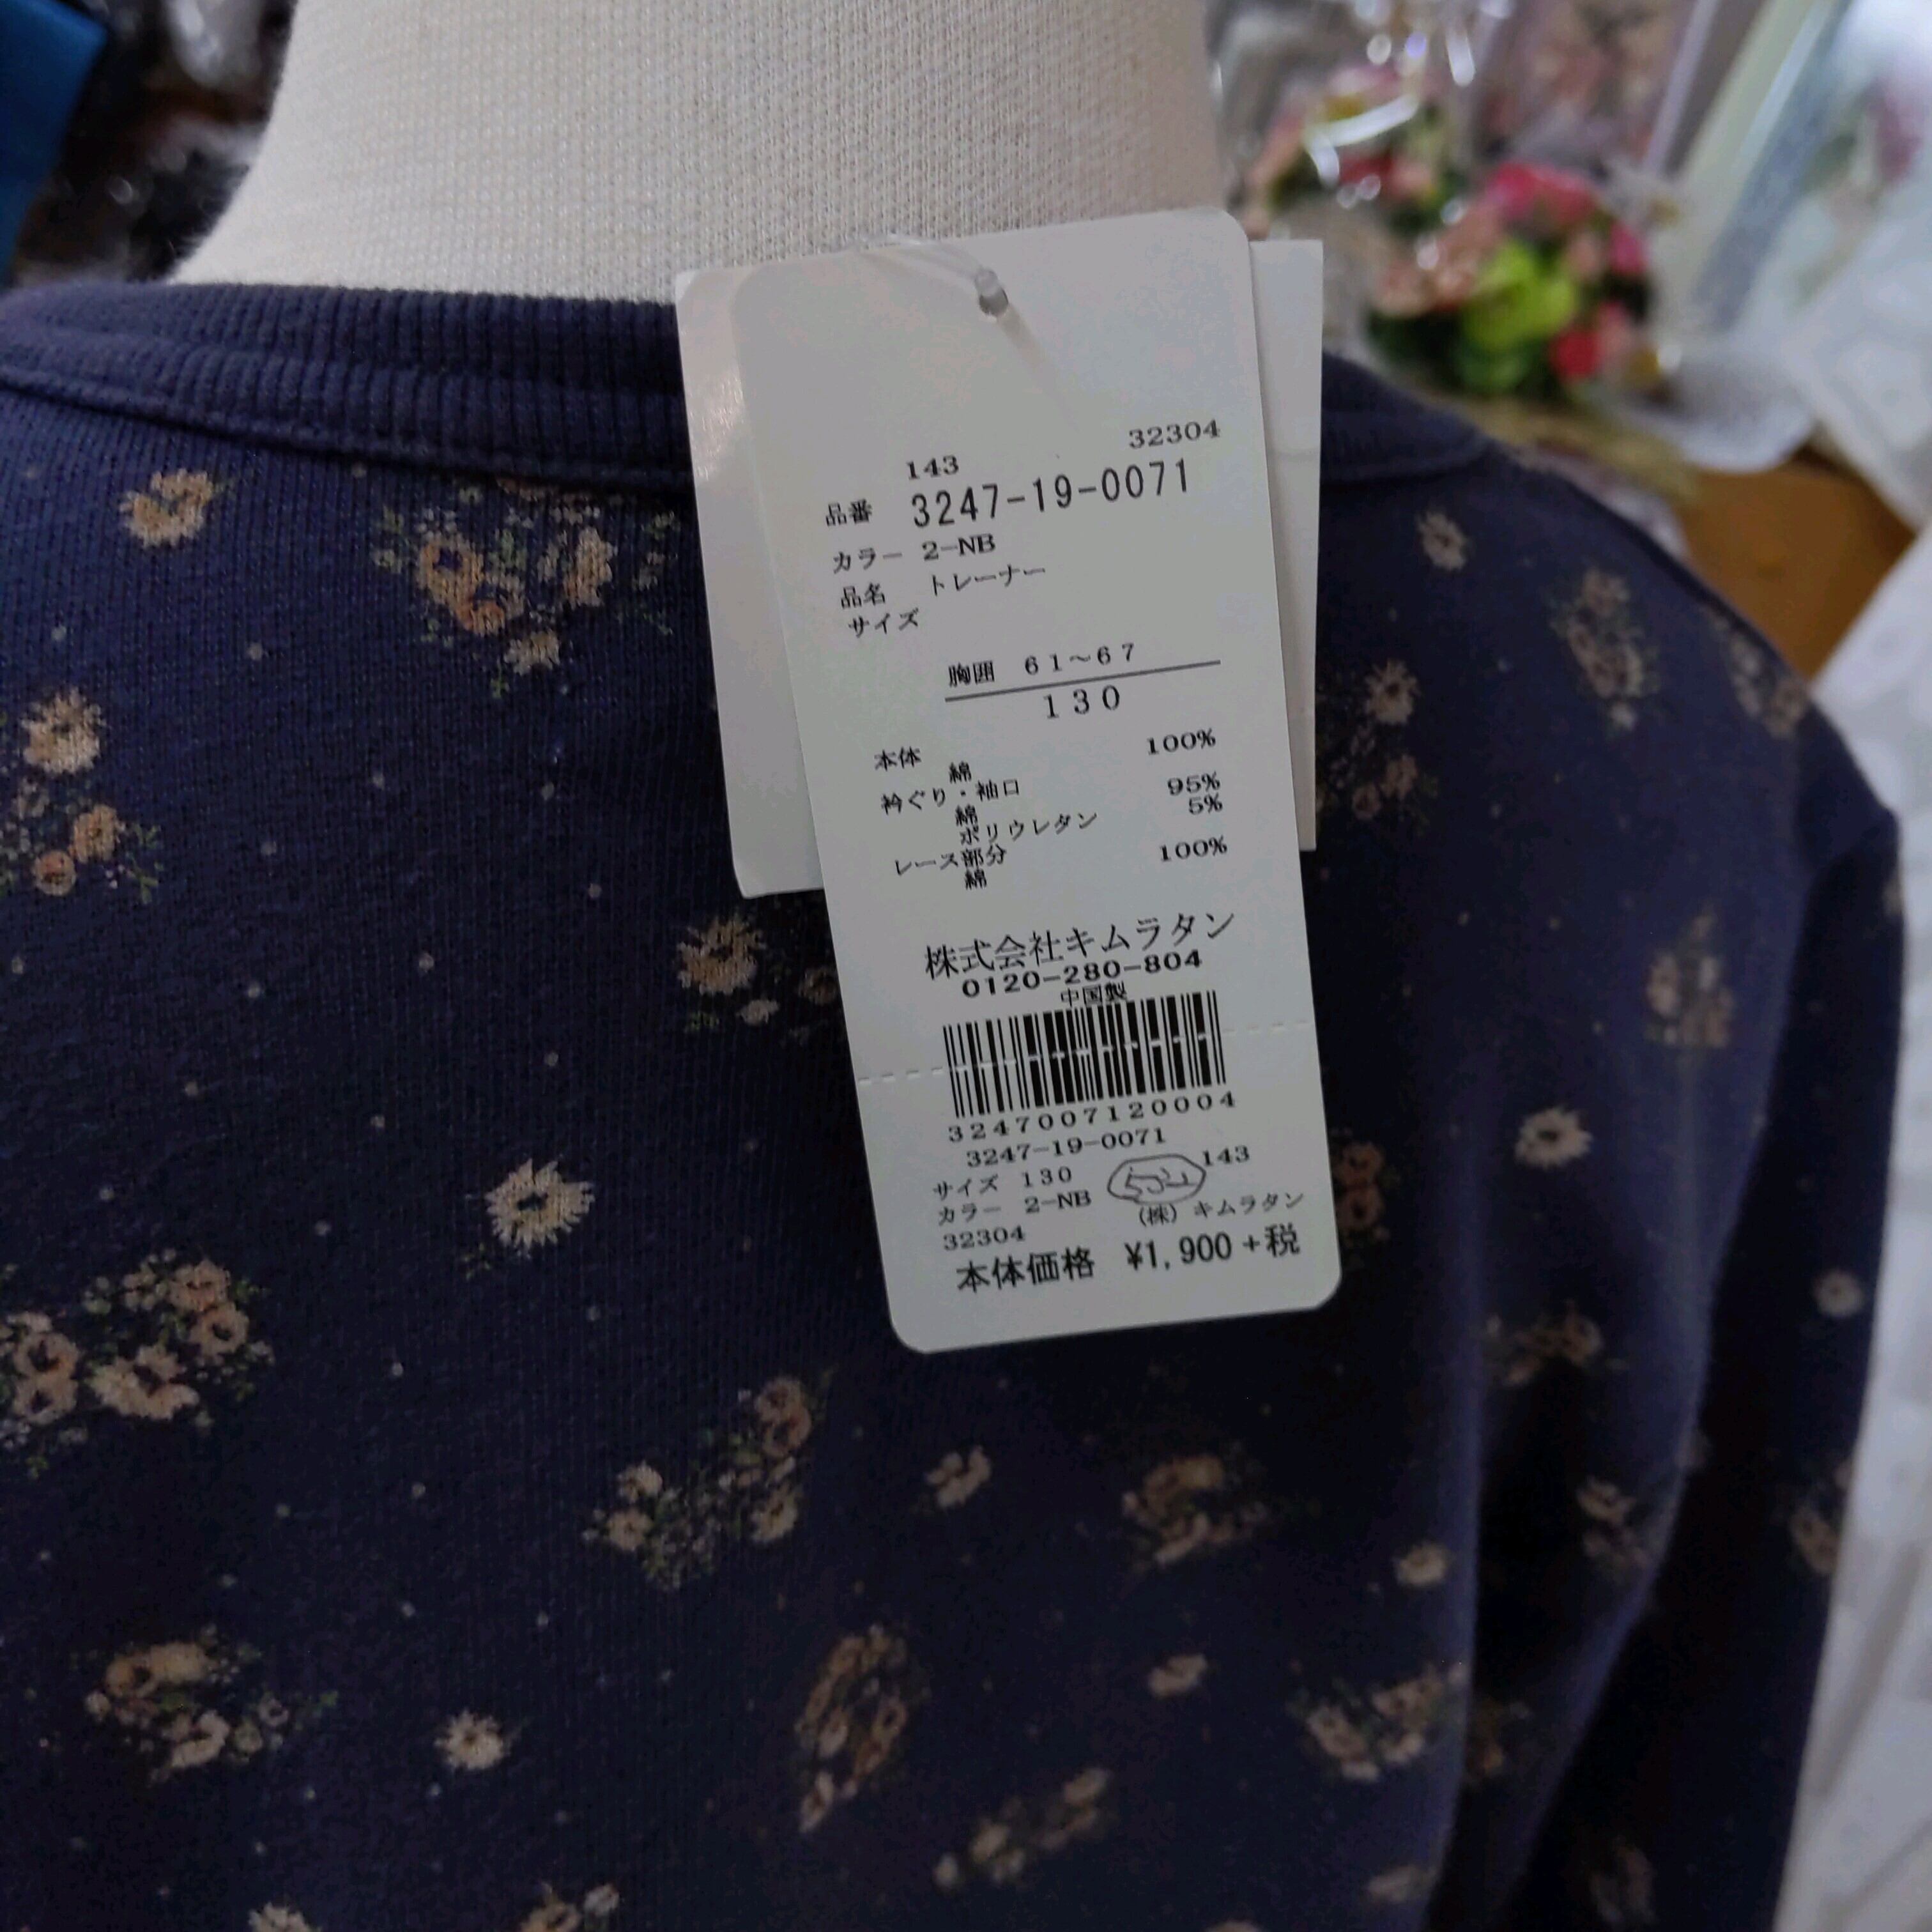 32304
143
品番 3247-19-0071
カラー 2-NB
品名 トレーナー
サイズ
胸囲 61~67
130
本体 100%
綿
衿ぐり・袖口 95%
綿 5%
ポリウレタン
レース部分 100%
綿
株式会社キムラタン
0120-280-804
中国製
3247007120004
3247-19-0071
サイズ 130 143
カラー 2-NB
(株) キムラタン
32304
本体価格 ¥1,900+税